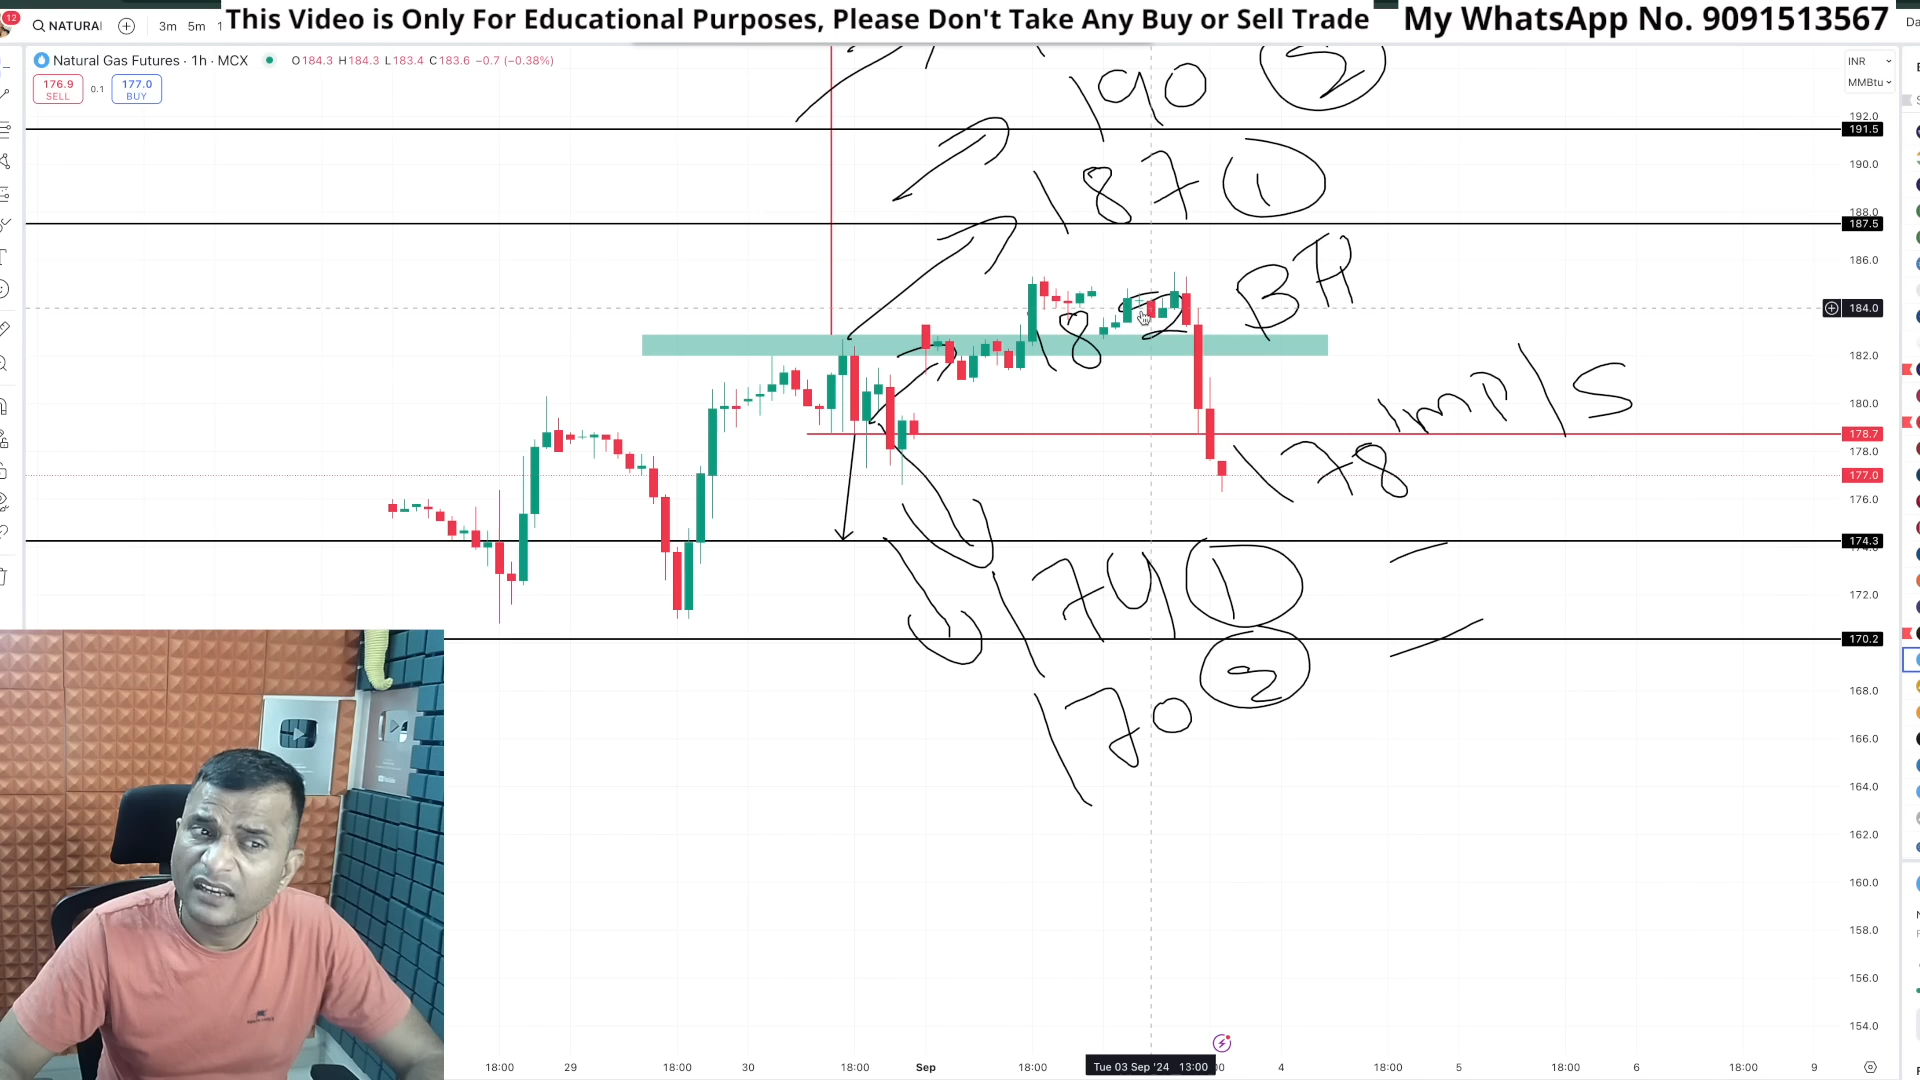 12
NATURAL
3m 5m 1
This Video is Only For Educational Purposes, Please Don't Take Any Buy or Sell Trade
My WhatsApp No. 9091513567
Da
Natural Gas Futures · 1h · MCX O184.3 H184.3 L183.4 C183.6 −0.7 (−0.38%)
INR
176.9 SELL 0.1 177.0 BUY
MMBtu
190 2
192.0
191.5
190.0
187 1
188.0
187.5
186.0
184.0
182.0
180.0
178.7
178 Imp/S
178.0
177.0
176.0
174.3
174 1
172.0
170.2
170 2
168.0
166.0
164.0
162.0
160.0
158.0
156.0
154.0
18:00 29 18:00 30 18:00 Sep 18:00 Tue 03 Sep '24 13:00 4 18:00 5 18:00 6 18:00 9